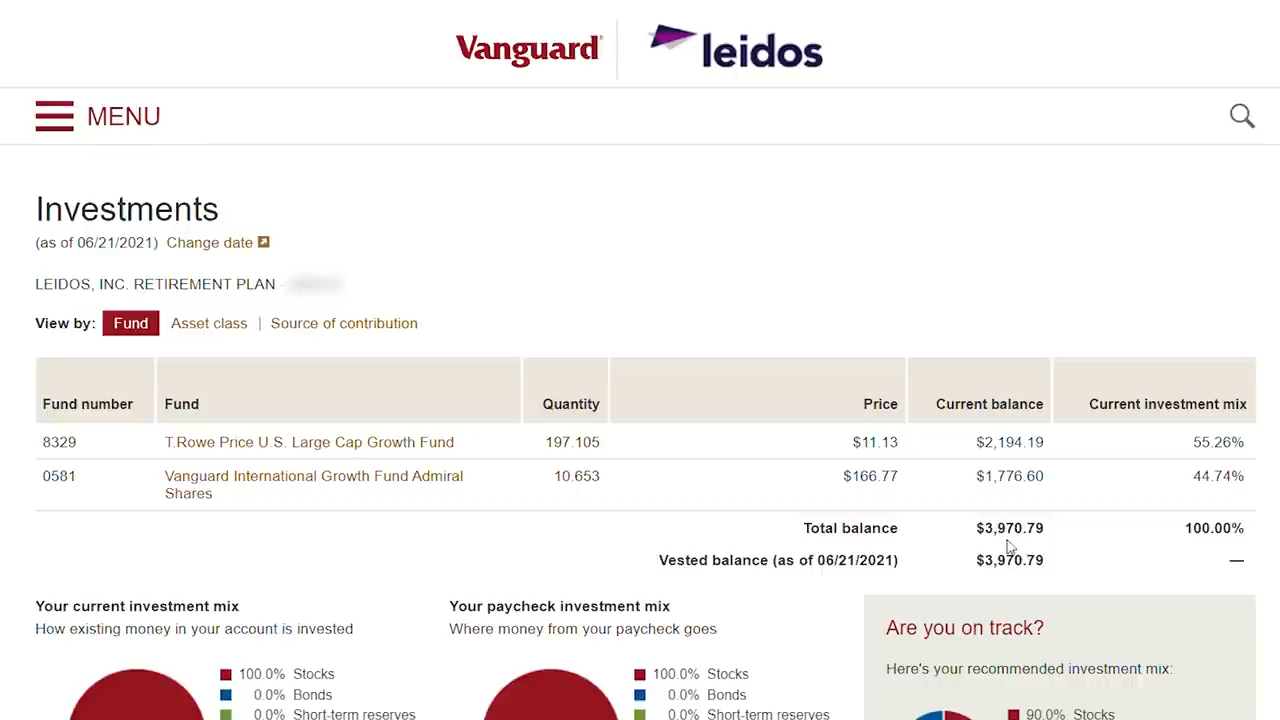 Vanguard® leidos
MENU
Investments
(as of 06/21/2021) Change date
LEIDOS, INC. RETIREMENT PLAN -
View by: Fund Asset class | Source of contribution
Fund number Fund Quantity Price Current balance Current investment mix
8329 T.Rowe Price U.S. Large Cap Growth Fund 197.105 $11.13 $2,194.19 55.26%
0581 Vanguard International Growth Fund Admiral 10.653 $166.77 $1,776.60 44.74%
Shares
Total balance $3,970.79 100.00%
Vested balance (as of 06/21/2021) $3,970.79 —
Your current investment mix Your paycheck investment mix
How existing money in your account is invested Where money from your paycheck goes
Are you on track?
Here's your recommended investment mix:
100.0% Stocks 100.0% Stocks
0.0% Bonds 0.0% Bonds
0.0% Short-term reserves 0.0% Short-term reserves
90.0% Stocks